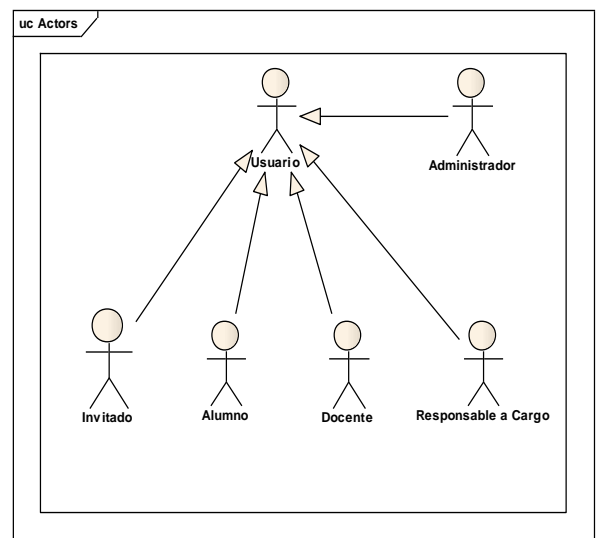 uc Actors
Usuario
Administrador
Invitado
Alumno
Docente
Responsable a Cargo